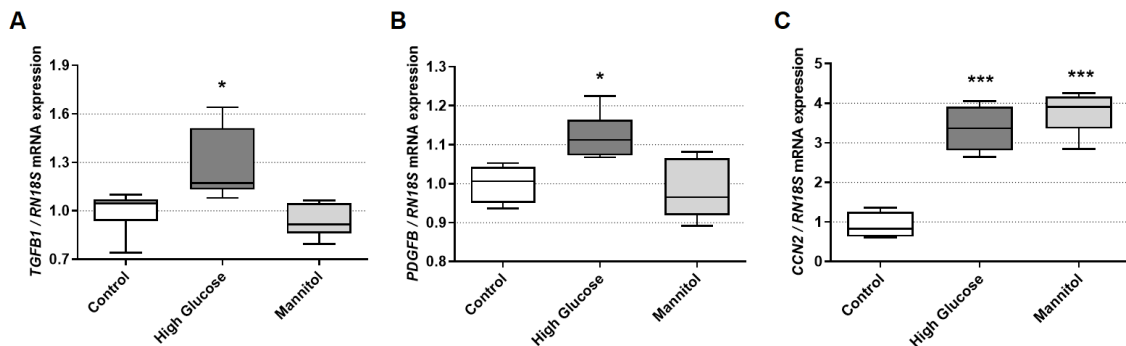 A
TGFB1 / RN18S mRNA expression
1.9
1.6
1.3
1.0
0.7
*
Control
High Glucose
Mannitol
B
PDGFB / RN18S mRNA expression
1.3
1.2
1.1
1.0
0.9
0.8
*
Control
High Glucose
Mannitol
C
CCN2 / RN18S mRNA expression
5
4
3
2
1
0
***
***
Control
High Glucose
Mannitol